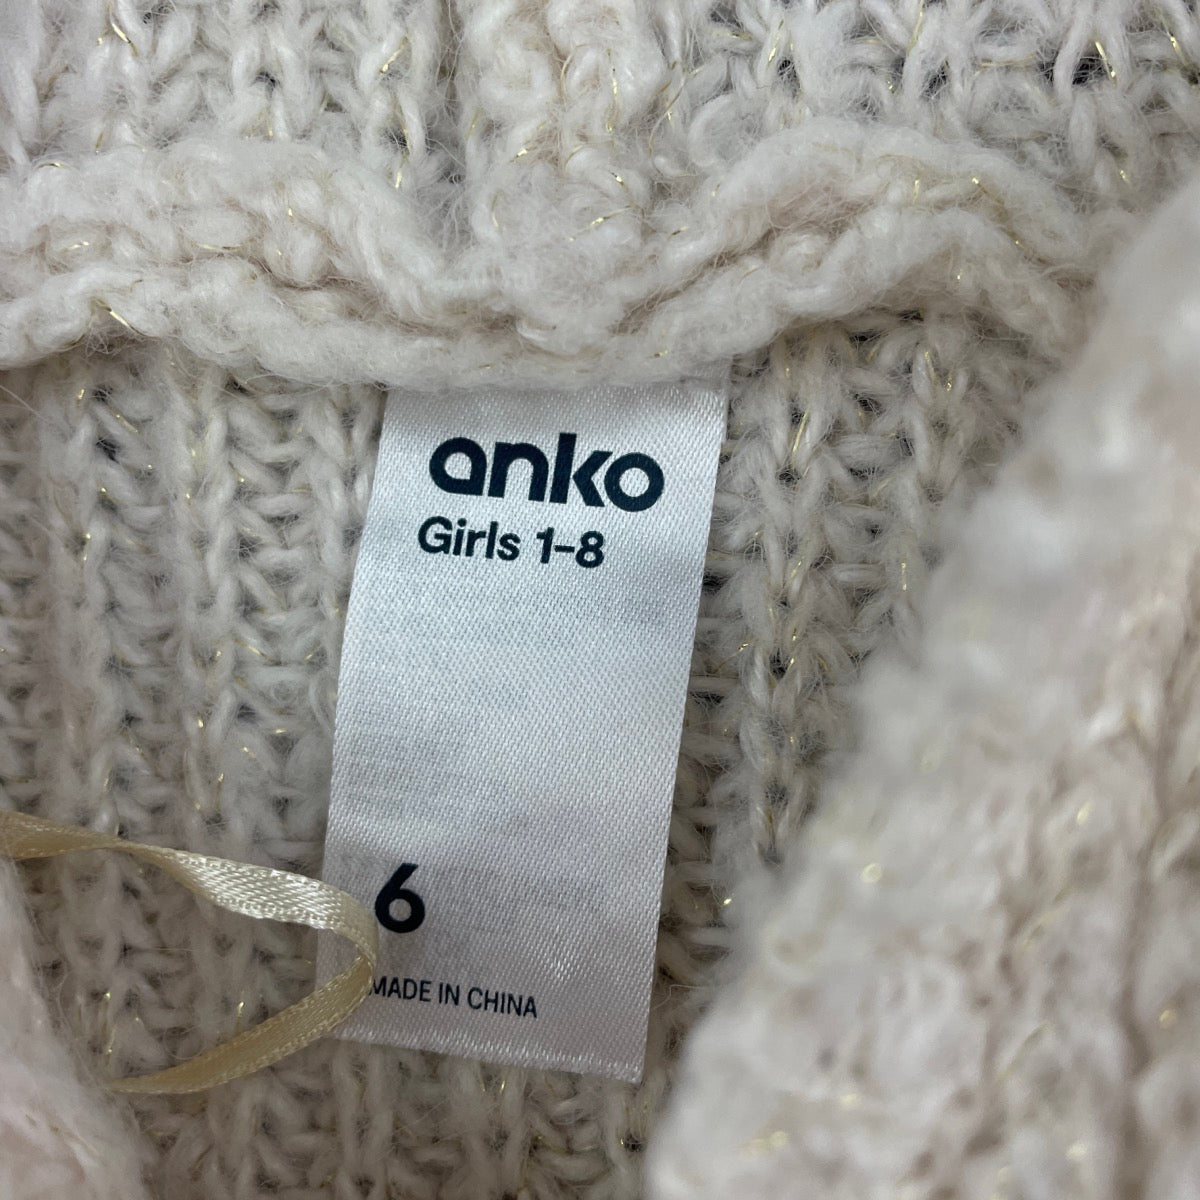 anko
Girls 1-8
6
MADE IN CHINA